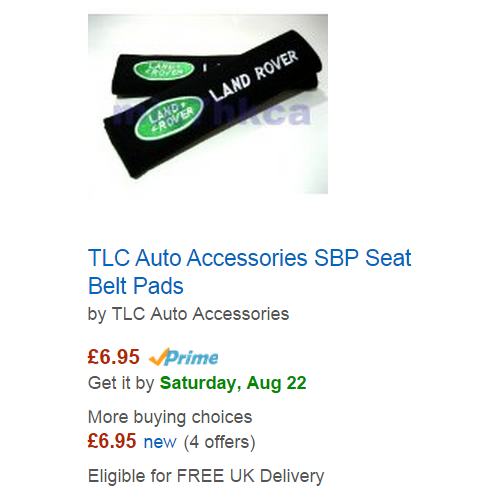 LAND ROVER
LAND ROVER
LAND ROVER
TLC Auto Accessories SBP Seat
Belt Pads
by TLC Auto Accessories
£6.95 Prime
Get it by Saturday, Aug 22
More buying choices
£6.95 new (4 offers)
Eligible for FREE UK Delivery